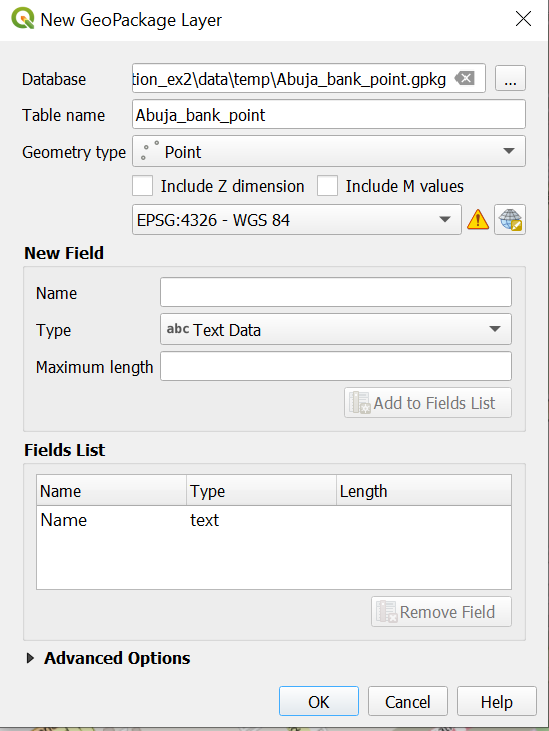 New GeoPackage Layer
Database tion_ex2\data\temp\Abuja_bank_point.gpkg ...
Table name Abuja_bank_point
Geometry type Point
Include Z dimension Include M values
EPSG:4326 - WGS 84
New Field
Name
Type abc Text Data
Maximum length
Add to Fields List
Fields List
Name Type Length
Name text
Remove Field
Advanced Options
OK Cancel Help